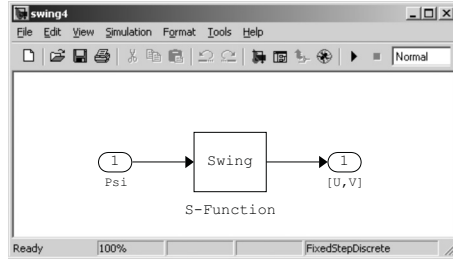 swing4
File Edit View Simulation Format Tools Help
Normal
1 Swing 1
Psi [U,V]
S-Function
Ready 100% FixedStepDiscrete